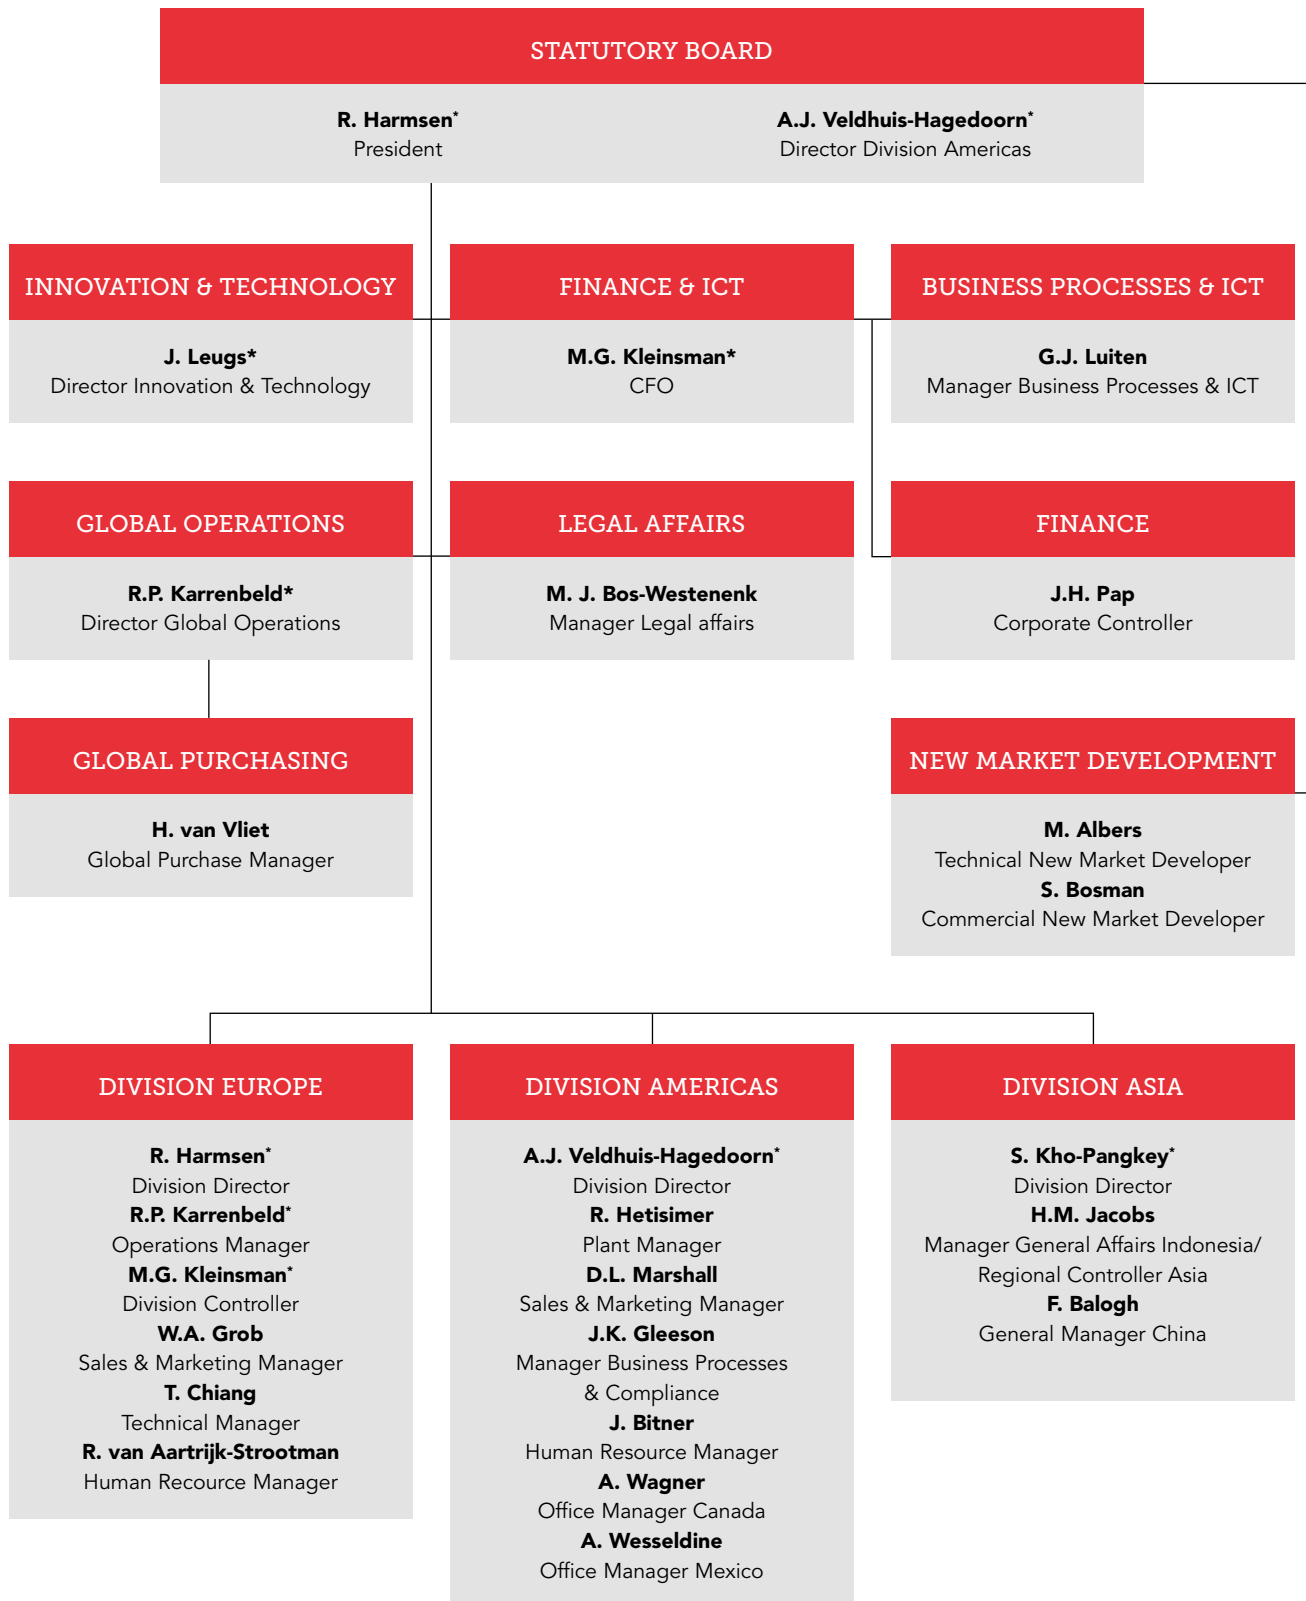 STATUTORY BOARD
R. Harmsen*
President
A.J. Veldhuis-Hagedoorn*
Director Division Americas
INNOVATION & TECHNOLOGY
J. Leugs*
Director Innovation & Technology
FINANCE & ICT
M.G. Kleinsman*
CFO
BUSINESS PROCESSES & ICT
G.J. Luiten
Manager Business Processes & ICT
GLOBAL OPERATIONS
R.P. Karrenbeld*
Director Global Operations
LEGAL AFFAIRS
M. J. Bos-Westenenk
Manager Legal affairs
FINANCE
J.H. Pap
Corporate Controller
GLOBAL PURCHASING
H. van Vliet
Global Purchase Manager
NEW MARKET DEVELOPMENT
M. Albers
Technical New Market Developer
S. Bosman
Commercial New Market Developer
DIVISION EUROPE
R. Harmsen*
Division Director
R.P. Karrenbeld*
Operations Manager
M.G. Kleinsman*
Division Controller
W.A. Grob
Sales & Marketing Manager
T. Chiang
Technical Manager
R. van Aartrijk-Strootman
Human Recource Manager
DIVISION AMERICAS
A.J. Veldhuis-Hagedoorn*
Division Director
R. Hetisimer
Plant Manager
D.L. Marshall
Sales & Marketing Manager
J.K. Gleeson
Manager Business Processes
& Compliance
J. Bitner
Human Resource Manager
A. Wagner
Office Manager Canada
A. Wesseldine
Office Manager Mexico
DIVISION ASIA
S. Kho-Pangkey*
Division Director
H.M. Jacobs
Manager General Affairs Indonesia/
Regional Controller Asia
F. Balogh
General Manager China